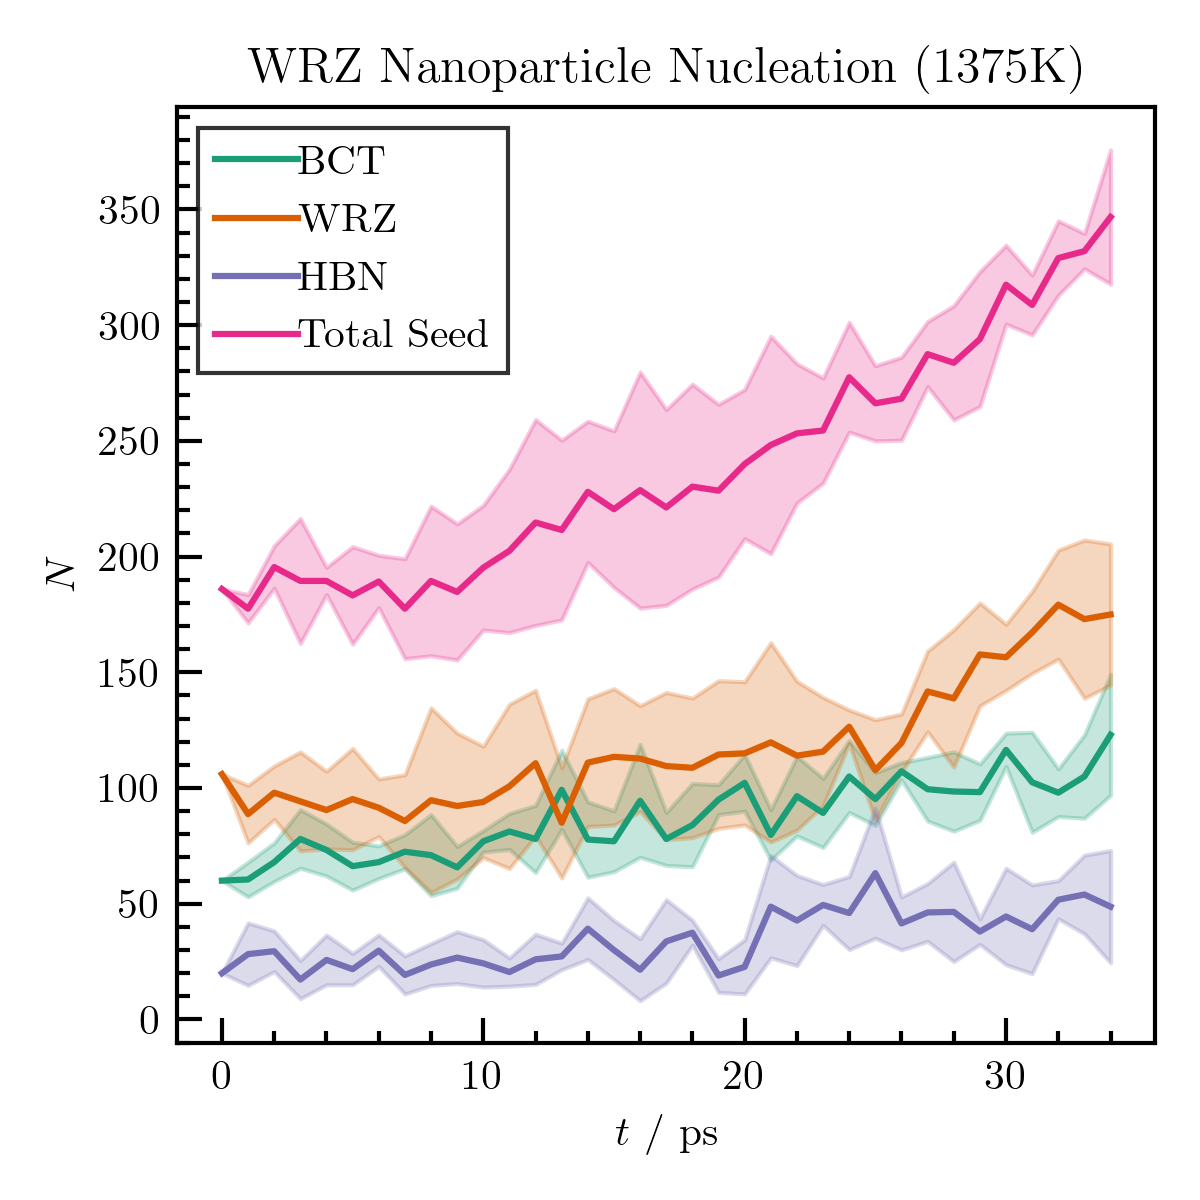 WRZ Nanoparticle Nucleation (1375K)
BCT
WRZ
HBN
Total Seed
350
300
250
200
150
100
50
0
N
0 10 20 30
t / ps